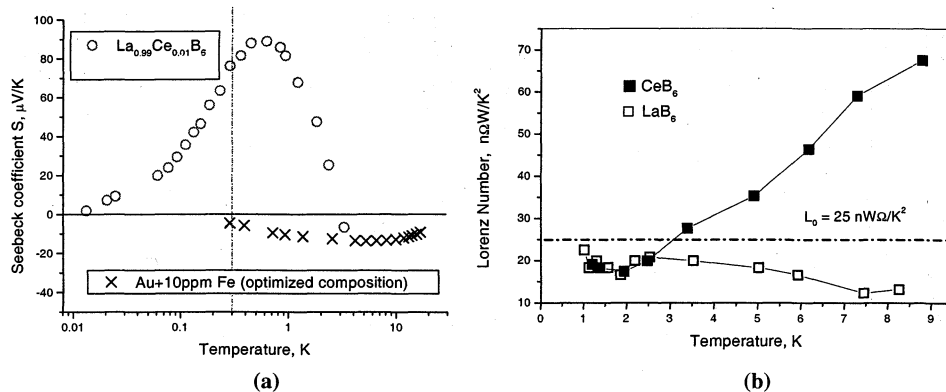 100
80
60
40
20
0
-20
-40
Seebeck coefficient S, μV/K
La0.99Ce0.01B6
Au+10ppm Fe (optimized composition)
0.01
0.1
1
10
Temperature, K
(a)
70
60
50
40
30
20
10
Lorenz Number, nΩW/K²
CeB6
LaB6
L0 = 25 nWΩ/K²
0
1
2
3
4
5
6
7
8
9
Temperature, K
(b)